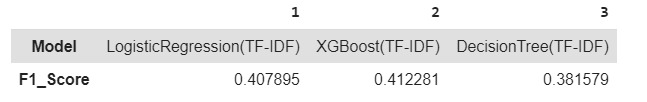 1 2 3
Model LogisticRegression(TF-IDF) XGBoost(TF-IDF) DecisionTree(TF-IDF)
F1_Score 0.407895 0.412281 0.381579